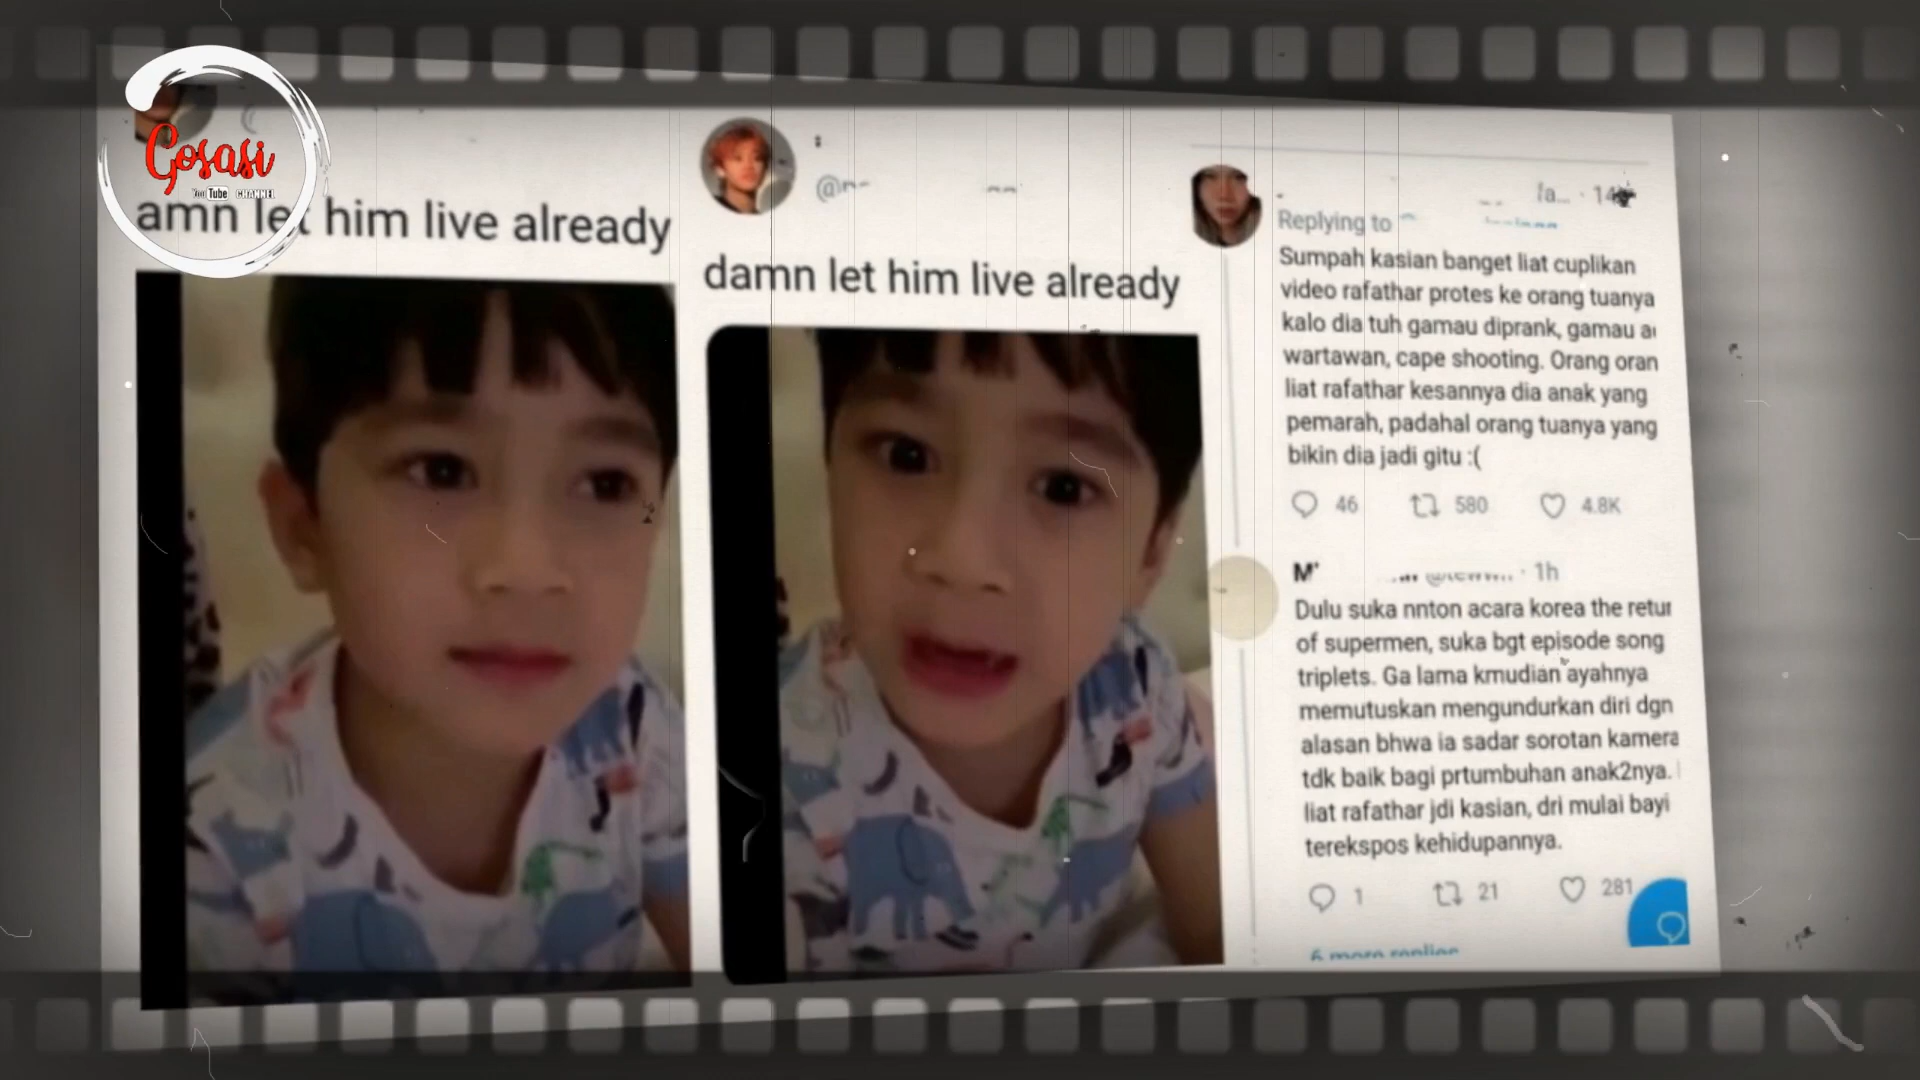 Gosasi
YouTube CHANNEL
amn let him live already
damn let him live already
Replying to
Sumpah kasian banget liat cuplikan
video rafathar protes ke orang tuanya
kalo dia tuh gamau diprank, gamau
wartawan, cape shooting. Orang oran
liat rafathar kesannya dia anak yang
pemarah, padahal orang tuanya yang
bikin dia jadi gitu :(
46 580 4.8K
1h
Dulu suka nnton acara korea the retur
of supermen, suka bgt episode song
triplets. Ga lama kmudian ayahnya
memutuskan mengundurkan diri dgn
alasan bhwa ia sadar sorotan kamera
tdk baik bagi prtumbuhan anak2nya.
liat rafathar jdi kasian, dri mulai bayi
terekspos kehidupannya.
1 21 281
6 more replies